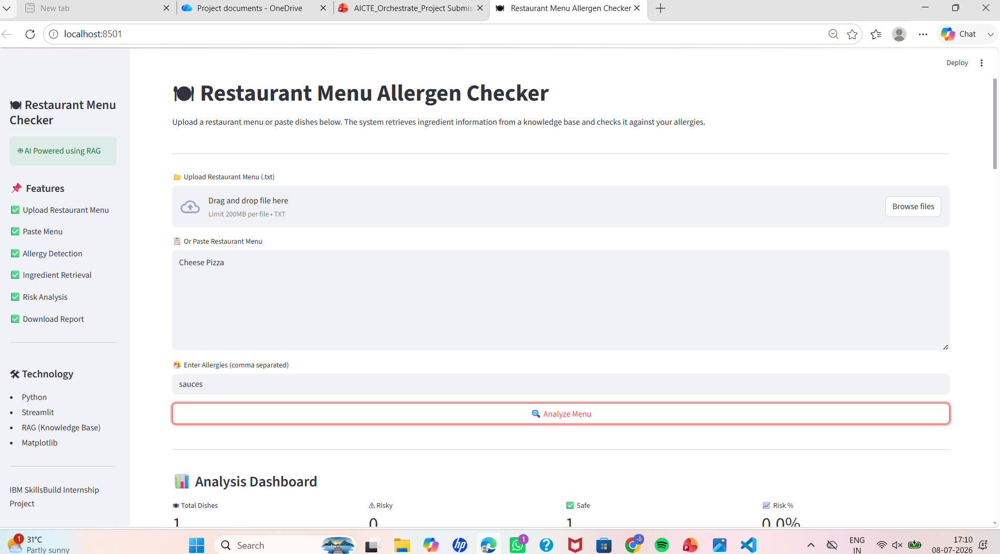 New tab
Project documents - OneDrive
AICTE_Orchestrate_Project Submis
Restaurant Menu Allergen Checker
localhost:8501
Chat
Deploy
🍽 Restaurant Menu
Checker
AI Powered using RAG
📌 Features
✅ Upload Restaurant Menu
✅ Paste Menu
✅ Allergy Detection
✅ Ingredient Retrieval
✅ Risk Analysis
✅ Download Report
🛠 Technology
• Python
• Streamlit
• RAG (Knowledge Base)
• Matplotlib
IBM SkillsBuild Internship
Project
🍽 Restaurant Menu Allergen Checker
Upload a restaurant menu or paste dishes below. The system retrieves ingredient information from a knowledge base and checks it against your allergies.
📂 Upload Restaurant Menu (.txt)
Drag and drop file here
Limit 200MB per file • TXT
Browse files
📋 Or Paste Restaurant Menu
Cheese Pizza
🤧 Enter Allergies (comma separated)
sauces
🔍 Analyze Menu
📊 Analysis Dashboard
🍽 Total Dishes
1
⚠ Risky
0
✅ Safe
1
📈 Risk %
0.0%
1
31°C
Partly sunny
Search
1
ENG
IN
17:10
08-07-2026